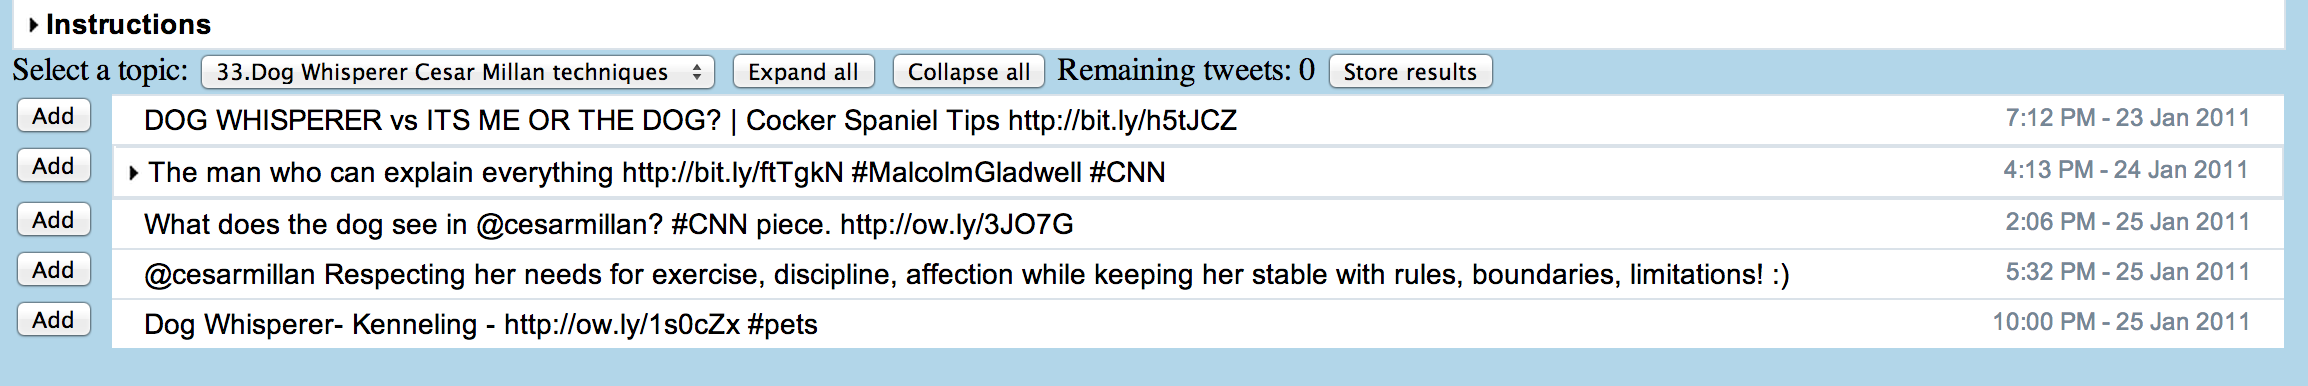 Instructions
Select a topic: 33.Dog Whisperer Cesar Millan techniques Expand all Collapse all Remaining tweets: 0 Store results
Add DOG WHISPERER vs ITS ME OR THE DOG? | Cocker Spaniel Tips http://bit.ly/h5tJCZ 7:12 PM - 23 Jan 2011
Add The man who can explain everything http://bit.ly/ftTgkN #MalcolmGladwell #CNN 4:13 PM - 24 Jan 2011
Add What does the dog see in @cesarmillan? #CNN piece. http://ow.ly/3JO7G 2:06 PM - 25 Jan 2011
Add @cesarmillan Respecting her needs for exercise, discipline, affection while keeping her stable with rules, boundaries, limitations! :) 5:32 PM - 25 Jan 2011
Add Dog Whisperer- Kenneling - http://ow.ly/1s0cZx #pets 10:00 PM - 25 Jan 2011